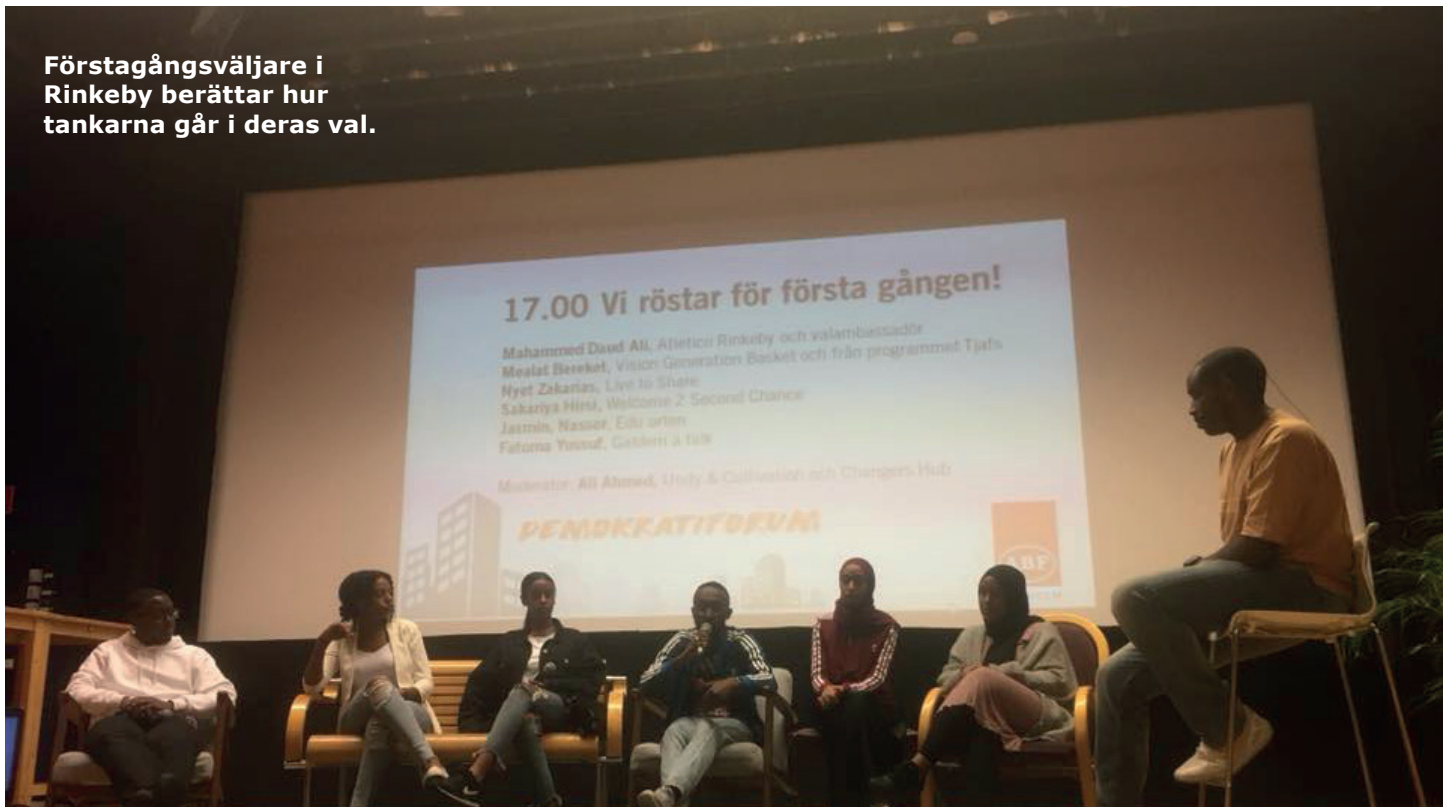 Förstagångsväljare i
Rinkeby berättar hur
tankarna går i deras val.
17.00 Vi röstar för första gången!
Mahammed Daud Ali, Atletico Rinkeby och valambassadör
Mealat Bereket, Vision Generation Basket och från programmet Tjafs
Nyet Zakarias, Live to Share
Sakariya Hirsi, Welcome 2 Second Chance
Jasmin, Nasser, Edu orten
Fatuma Yussuf, a talk
Moderator: Ali Ahmed, Unity & Cultivation och Changers Hub
DEMOKRATIFORUM
ABF